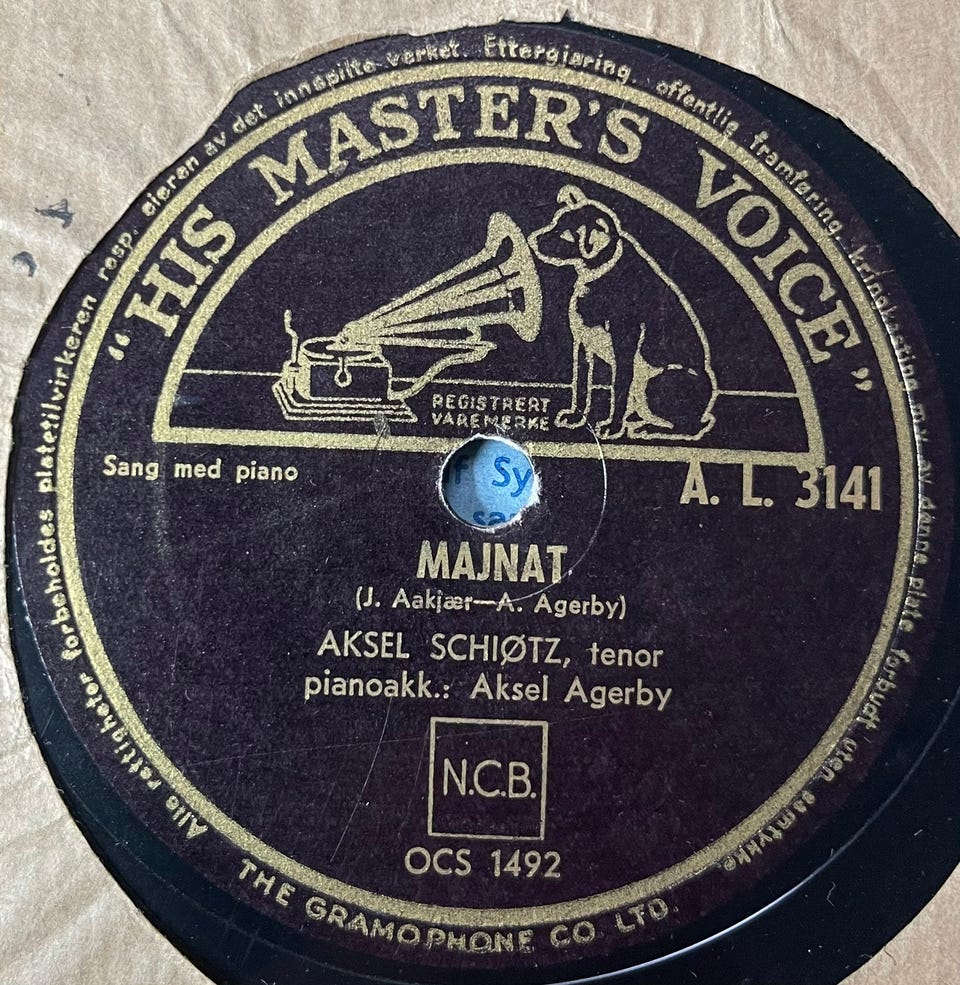 Alle rettigheter forbeholdes platetilvirkeren resp. eieren av det innspilte verket. Ettergjøring, offentlig framføring, kringkasting m.v. av denne plate forbudt uten samtykke
"HIS MASTER'S VOICE"
REGISTRERT
VAREMERKE
Sang med piano
A. L. 3141
f Sy
MAJNAT
(J. Aakjær—A. Agerby)
AKSEL SCHIØTZ, tenor
pianoakk.: Aksel Agerby
N.C.B.
OCS 1492
THE GRAMOPHONE CO. LTD.